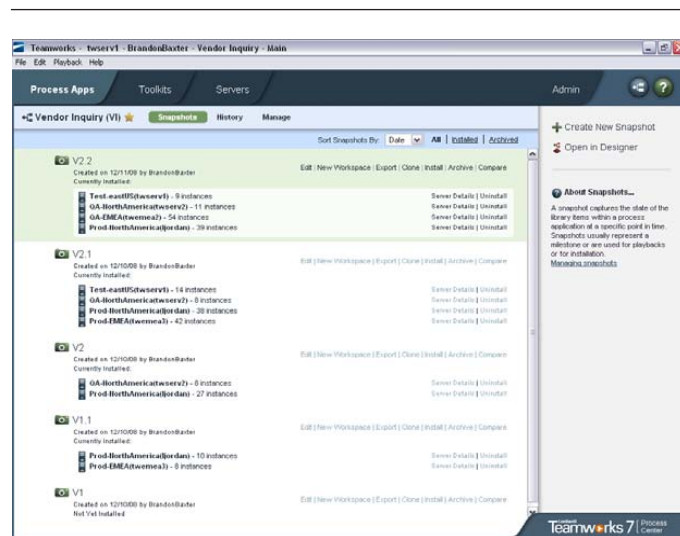 Teamworks - twserv1 - BrandonBaxter - Vendor Inquiry - Main
File Edit Playback Help
Process Apps Toolkits Servers Admin
Vendor Inquiry (VI) Snapshots History Manage
Sort Snapshots By: Date All | Installed | Archived
V2.2
Created on 12/11/08 by BrandonBaxter
Currently Installed:
Edit | New Workspace | Export | Clone | Install | Archive | Compare
Test-eastUS(twserv1) - 9 instances Server Details | Uninstall
QA-NorthAmerica(twserv2) - 11 instances Server Details | Uninstall
QA-EMEA(twemea2) - 54 instances Server Details | Uninstall
Prod-NorthAmerica(ljordan) - 39 instances Server Details | Uninstall
V2.1
Created on 12/10/08 by BrandonBaxter
Currently Installed:
Edit | New Workspace | Export | Clone | Install | Archive | Compare
Test-eastUS(twserv1) - 14 instances Server Details | Uninstall
QA-NorthAmerica(twserv2) - 8 instances Server Details | Uninstall
Prod-NorthAmerica(ljordan) - 38 instances Server Details | Uninstall
Prod-EMEA(twemea3) - 42 instances Server Details | Uninstall
V2
Created on 12/10/08 by BrandonBaxter
Currently Installed:
Edit | New Workspace | Export | Clone | Install | Archive | Compare
QA-NorthAmerica(twserv2) - 8 instances Server Details | Uninstall
Prod-NorthAmerica(ljordan) - 27 instances Server Details | Uninstall
V1.1
Created on 12/10/08 by BrandonBaxter
Currently Installed:
Edit | New Workspace | Export | Clone | Install | Archive | Compare
Prod-NorthAmerica(ljordan) - 10 instances Server Details | Uninstall
Prod-EMEA(twemea3) - 8 instances Server Details | Uninstall
V1
Created on 12/10/08 by BrandonBaxter
Not Yet Installed
Edit | New Workspace | Export | Clone | Install | Archive | Compare
Create New Snapshot
Open in Designer
About Snapshots...
A snapshot captures the state of the
library items within a process
application at a specific point in time.
Snapshots usually represent a
milestone or are used for playbacks
or for installation.
Managing snapshots
Teamworks 7 Process
Center